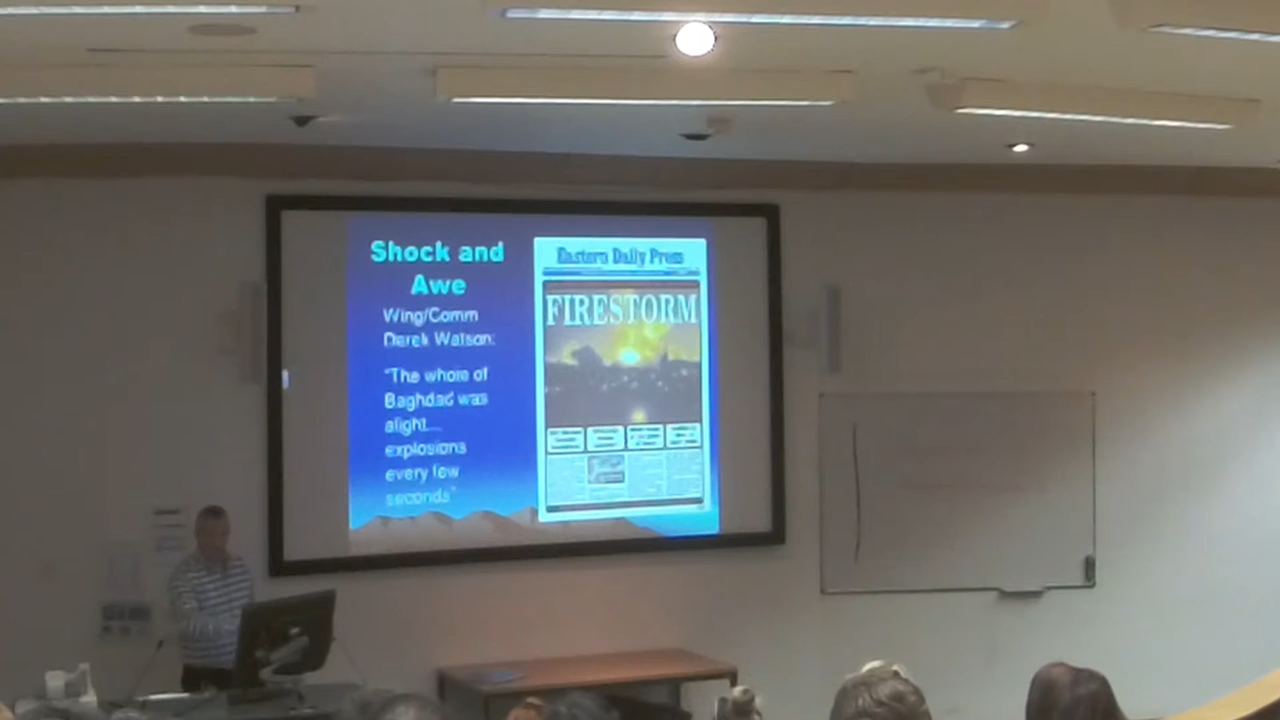 Shock and
Awe
Wing/Comm
Derek Watson:
"The whole of
Baghdad was
alight...
explosions
every few
seconds"
Eastern Daily Press
FIRESTORM